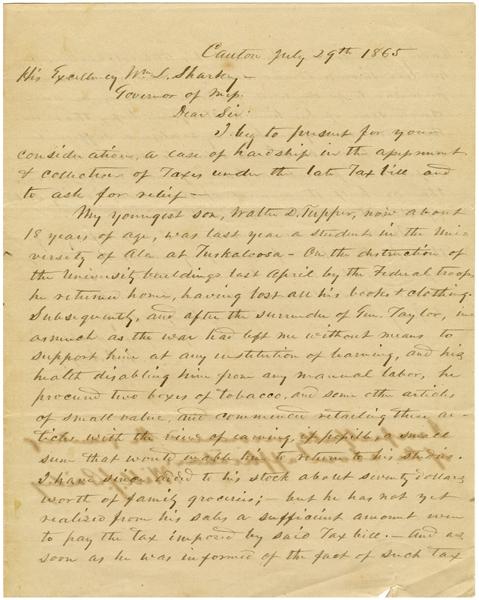 Canton July 29th 1865
His Excellency Wm L. Sharkey –
Governor of Mip.
Dear Sir:
I beg to present for your
consideration, a case of hardship in the assessment
& collection of Taxes under the late Tax bill and
to ask for relief –
My youngest son, Walter D. Tupper, now about
18 years of age, was last year a student in the Uni-
versity of Ala at Tuskaloosa – On the distruction of
the University buildings last April by the Federal troops
he returned home, having lost all his books & clothing.
Subsequently, and after the surrender of Gen. Taylor, in-
asmuch as the war had left me without means to
support him at any institution of learning, and his
health disabling him from any manual labor, he
procured two boxes of tobacco, and some other articles
of small value, and commenced retailing these ar-
ticles with the view of earning, if possible, a small
sum that would enable him to return to his studies.
I have since added to his stock about seventy dollars
worth of family groceries; – but he has not yet
realized from his sales a sufficient amount even
to pay the tax imposed by said Tax bill. – And as
soon as he was informed of the fact of such tax